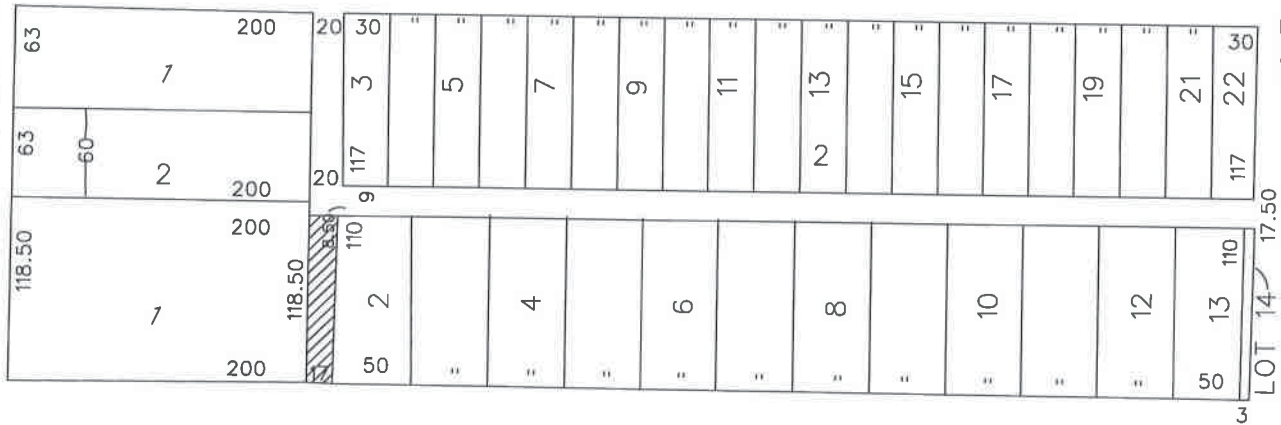 63 200 20 30 " " " " " " " " " " " " " " " " " " 30
1 3 5 7 9 11 13 15 17 19 21 22
63 60 2 200 20 117 2 117
9 17.50
200 8.50 110 110
118.50 1 118.50 2 4 6 8 10 12 13 LOT 14
200 17 50 " " " " " " " " " " 50
3